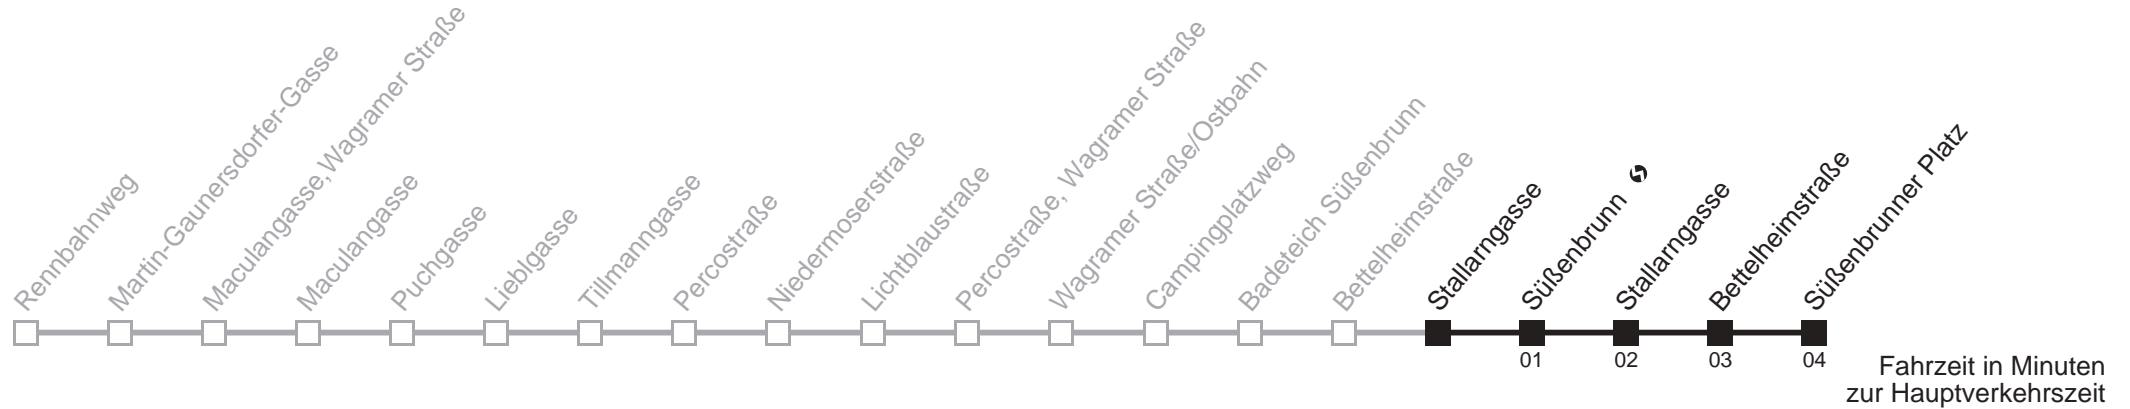 Rennbahnweg
Martin-Gaunersdorfer-Gasse
Maculangasse, Wagramer Straße
Maculangasse
Puchgasse
Lieblgasse
Tillmanngasse
Percostraße
Niedermoserstraße
Lichtblaustraße
Percostraße, Wagramer Straße
Wagramer Straße/Ostbahn
Campingplatzweg
Badeteich Süßenbrunn
Bettelheimstraße
Stallarngasse
Süßenbrunn
Stallarngasse
Bettelheimstraße
Süßenbrunner Platz
01 02 03 04
Fahrzeit in Minuten
zur Hauptverkehrszeit